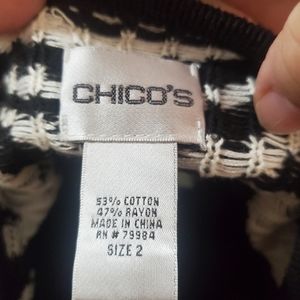 CHICO'S
53% COTTON
47% RAYON
MADE IN CHINA
RN # 79984
SIZE 2